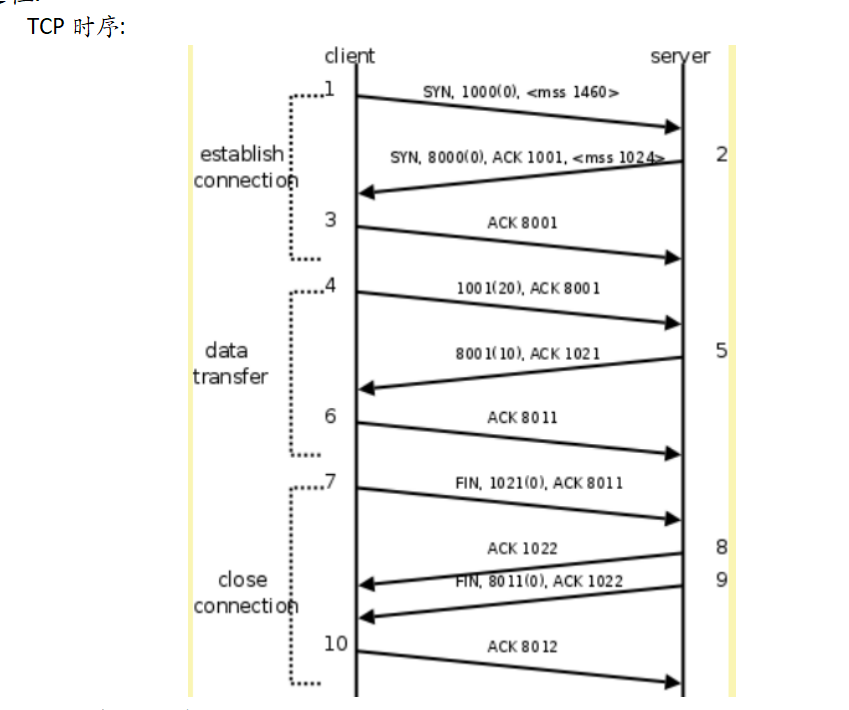 TCP 时序:
client server
1 SYN, 1000(0), <mss 1460>
SYN, 8000(0), ACK 1001, <mss 1024> 2
establish
connection
3 ACK 8001
4 1001(20), ACK 8001
data
transfer
8001(10), ACK 1021 5
6 ACK 8011
7 FIN, 1021(0), ACK 8011
ACK 1022 8
close
connection
FIN, 8011(0), ACK 1022 9
10 ACK 8012